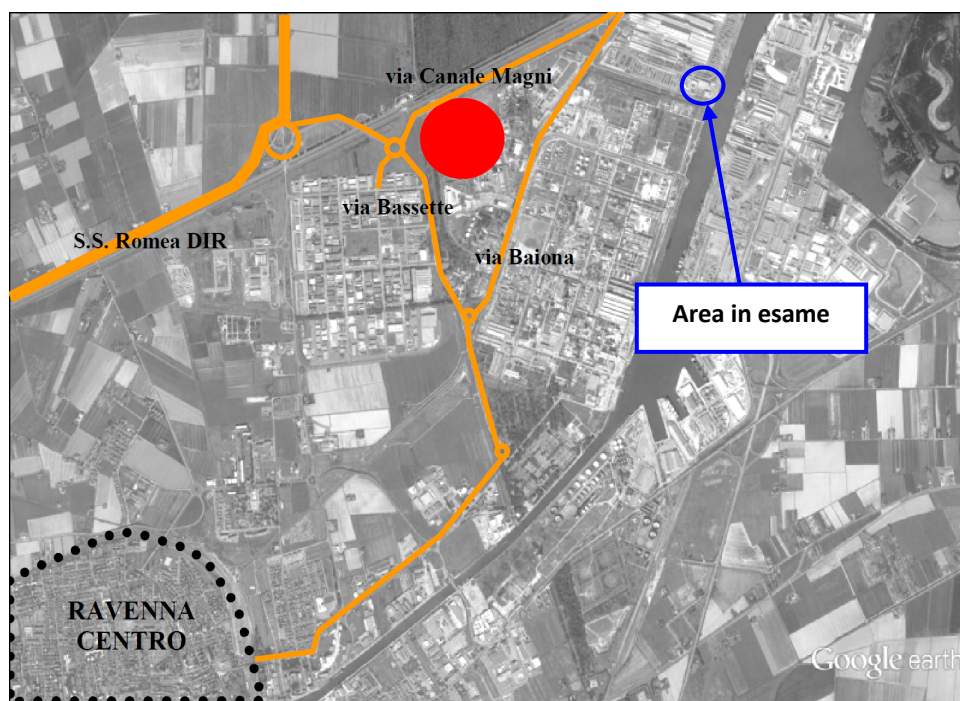 via Canale Magni
via Bassette
S.S. Romea DIR
via Baiona
Area in esame
RAVENNA
CENTRO
Google earth